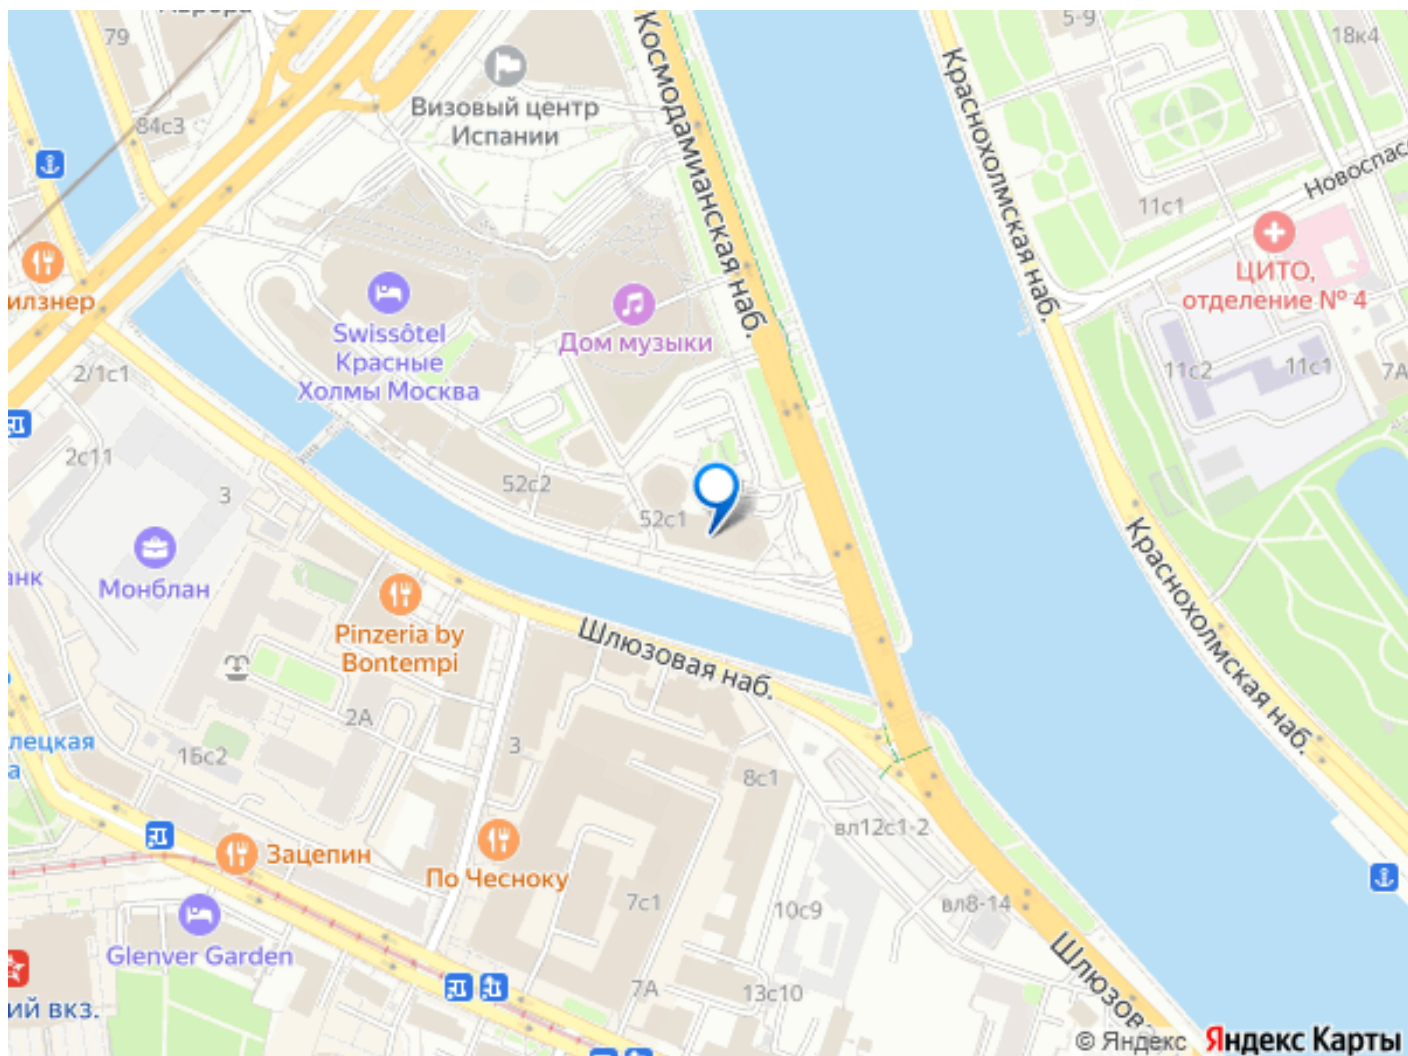 79
84с3
Визовый центр
Испании
Космодамианская наб.
Краснохолмская наб.
5-9
18к4
11с1
ЦИТО,
отделение № 4
11с2
11с1
7А
илзнер
2/1с1
Swissôtel
Красные
Холмы Москва
Дом музыки
2с11
3
52с2
52с1
Монблан
анк
Pinzeria by
Bontempi
Шлюзовая наб.
Краснохолмская наб.
2А
1Бс2
3
лецкая
а
8с1
вл12с1-2
Зацепин
По Чесноку
7с1
10с9
вл8-14
Glenver Garden
7А
13с10
ий вкз.
© Яндекс
Яндекс Карты